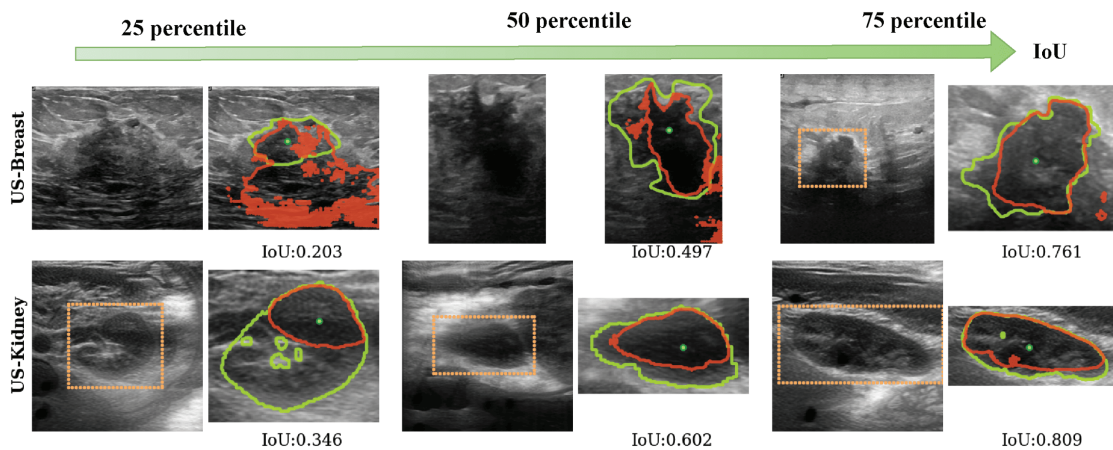 25 percentile
50 percentile
75 percentile
IoU
US-Breast
IoU:0.203
IoU:0.497
IoU:0.761
US-Kidney
IoU:0.346
IoU:0.602
IoU:0.809